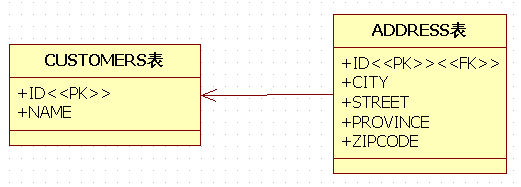 CUSTOMERS表
+ID<<PK>>
+NAME
ADDRESS表
+ID<<PK>><<FK>>
+CITY
+STREET
+PROVINCE
+ZIPCODE